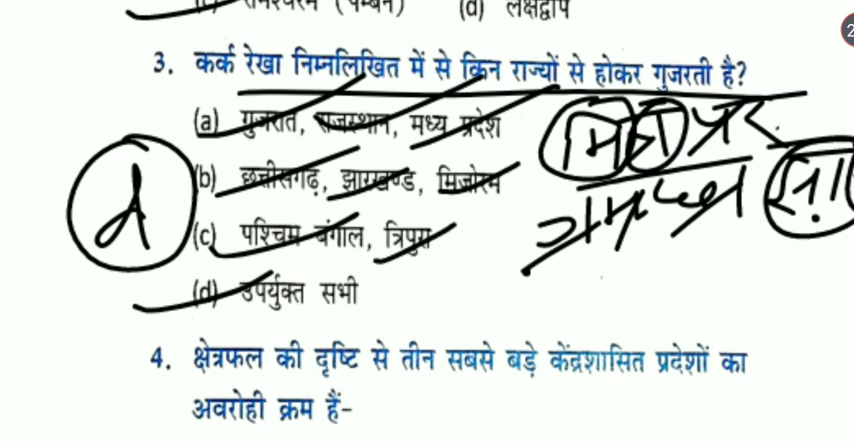 (d) लक्षद्वीप
3. कर्क रेखा निम्नलिखित में से किन राज्यों से होकर गुजरती है?
(a) गुजरात, राजस्थान, मध्य प्रदेश
(b) छत्तीसगढ़, झारखण्ड, मिजोरम
(c) पश्चिम बंगाल, त्रिपुरा
(d) उपर्युक्त सभी
4. क्षेत्रफल की दृष्टि से तीन सबसे बड़े केंद्रशासित प्रदेशों का
अवरोही क्रम हैं-